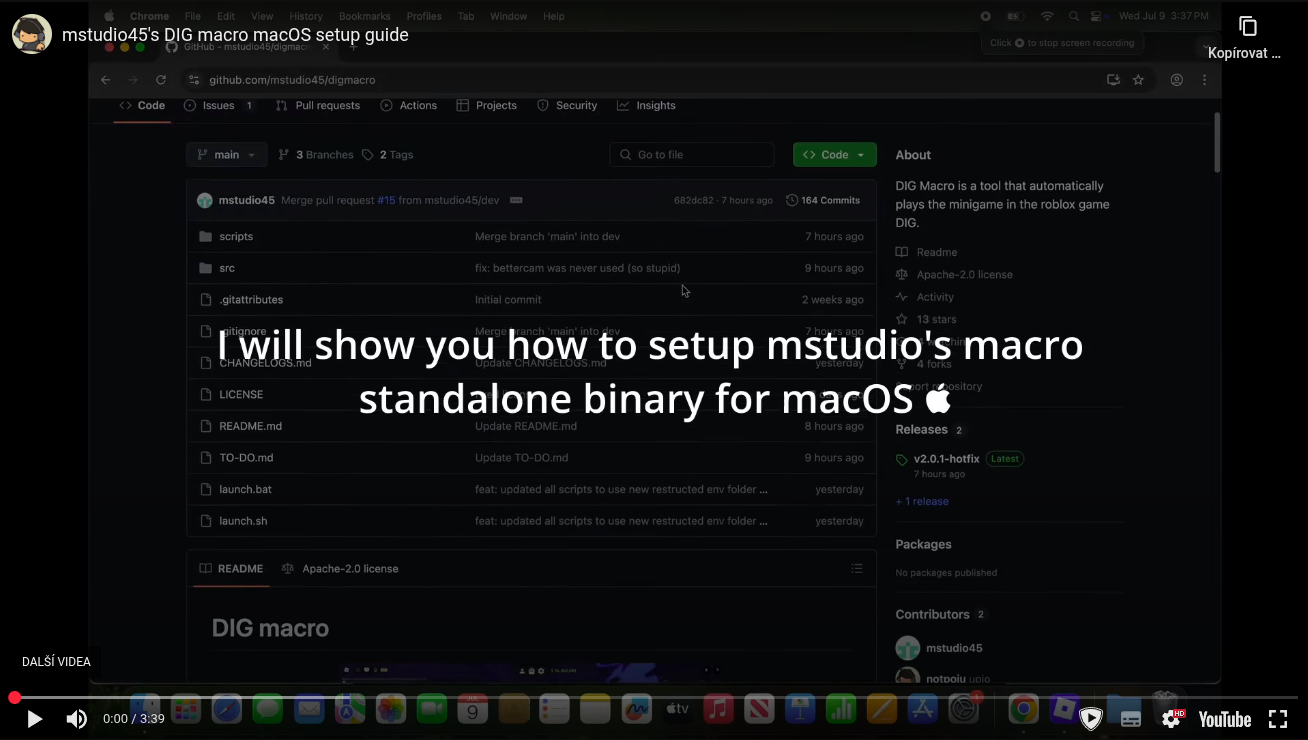 Chrome File Edit View History Bookmarks Profiles Tab Window Help Wed Jul 9 3:37 PM
mstudio45's DIG macro macOS setup guide
GitHub - mstudio45/digmac
Click to stop screen recording
Kopírovat ...
github.com/mstudio45/digmacro
Code Issues 1 Pull requests Actions Projects Security Insights
main 3 Branches 2 Tags Go to file Code
About
DIG Macro is a tool that automatically
plays the minigame in the roblox game
DIG.
mstudio45 Merge pull request #15 from mstudio45/dev 682dc82 · 7 hours ago 164 Commits
scripts Merge branch 'main' into dev 7 hours ago
src fix: bettercam was never used (so stupid) 9 hours ago
.gitattributes Initial commit 2 weeks ago
.gitignore Merge branch 'main' into dev 7 hours ago
CHANGELOGS.md Update CHANGELOGS.md yesterday
LICENSE
README.md Update README.md 8 hours ago
TO-DO.md Update TO-DO.md 9 hours ago
launch.bat feat: updated all scripts to use new restructed env folder ... yesterday
launch.sh feat: updated all scripts to use new restructed env folder ... yesterday
I will show you how to setup mstudio's macro
standalone binary for macOS
Readme
Apache-2.0 license
Activity
13 stars
4 forks
Report repository
Releases 2
v2.0.1-hotfix Latest
7 hours ago
+ 1 release
Packages
No packages published
Contributors 2
mstudio45
notpoiu upio
README Apache-2.0 license
DIG macro
DALŠÍ VIDEA
JUL
9
tv
0:00 / 3:39
HD
YouTube